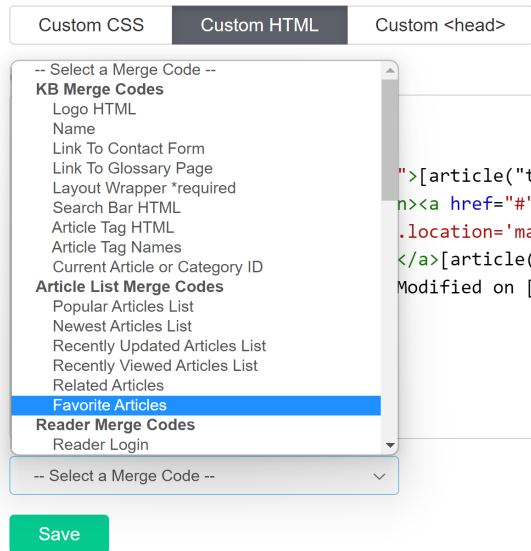 Custom CSS Custom HTML Custom <head>
-- Select a Merge Code --
KB Merge Codes
Logo HTML
Name
Link To Contact Form
Link To Glossary Page
Layout Wrapper *required
Search Bar HTML
Article Tag HTML
Article Tag Names
Current Article or Category ID
Article List Merge Codes
Popular Articles List
Newest Articles List
Recently Updated Articles List
Recently Viewed Articles List
Related Articles
Favorite Articles
Reader Merge Codes
Reader Login
">[article("t
n><a href="#"
.location='ma
</a>[article(
Modified on [
-- Select a Merge Code --
Save